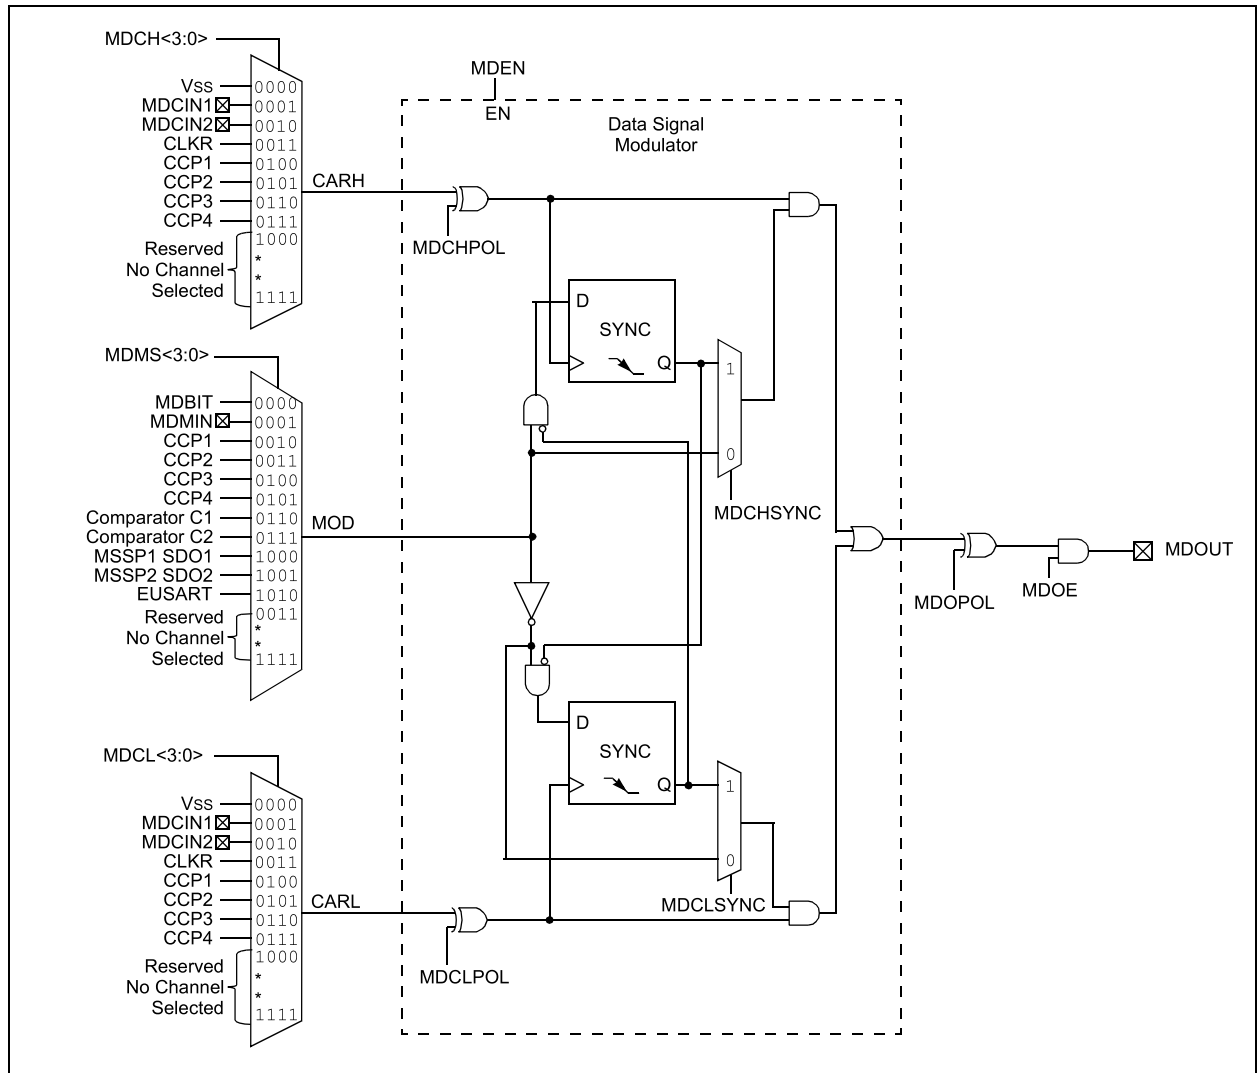 MDCH<3:0>
VSS 0000
MDCIN1 0001
MDCIN2 0010
CLKR 0011
CCP1 0100
CCP2 0101
CCP3 0110
CCP4 0111
Reserved
No Channel
Selected
1000
*
*
1111
CARH
MDMS<3:0>
MDBIT 0000
MDMIN 0001
CCP1 0010
CCP2 0011
CCP3 0100
CCP4 0101
Comparator C1 0110
Comparator C2 0111
MSSP1 SDO1 1000
MSSP2 SDO2 1001
EUSART 1010
Reserved
No Channel
Selected
0011
*
*
1111
MOD
MDCL<3:0>
VSS 0000
MDCIN1 0001
MDCIN2 0010
CLKR 0011
CCP1 0100
CCP2 0101
CCP3 0110
CCP4 0111
Reserved
No Channel
Selected
1000
*
*
1111
CARL
MDEN
EN
Data Signal
Modulator
MDCHPOL
D
SYNC
Q
1
0
MDCHSYNC
D
SYNC
Q
1
0
MDCLSYNC
MDCLPOL
MDOPOL
MDOE
MDOUT